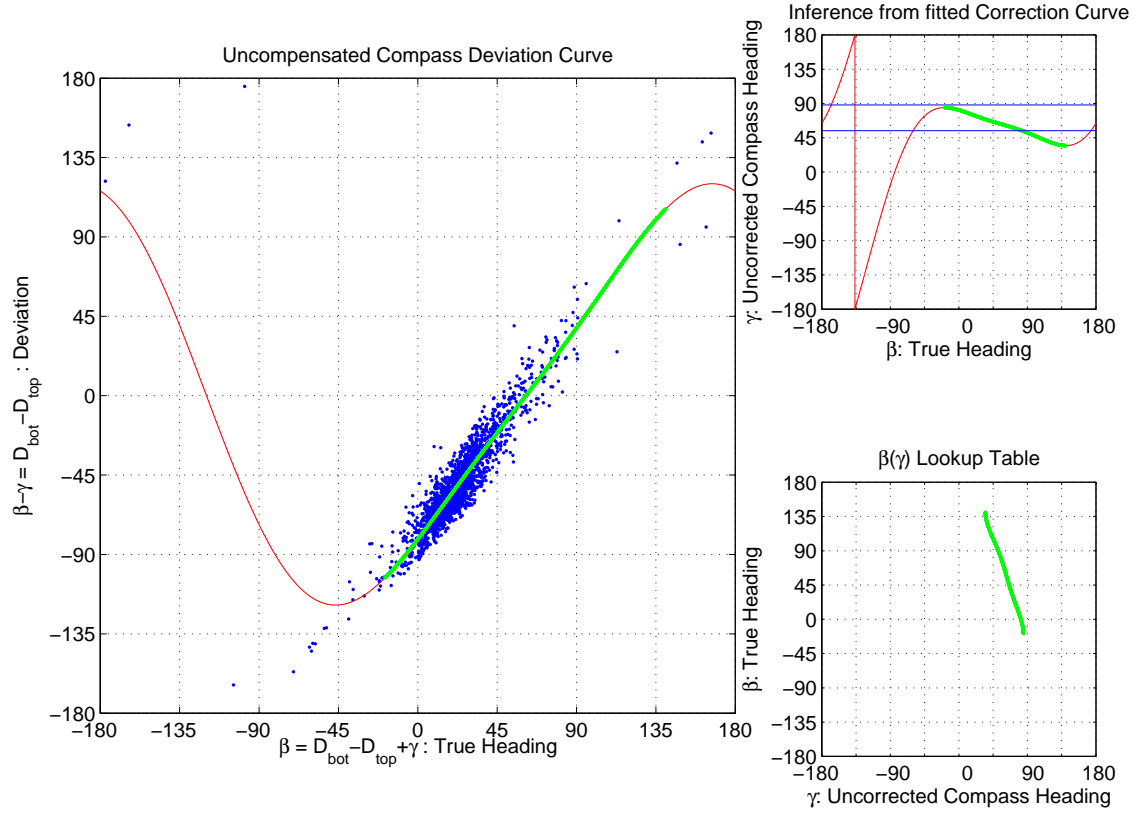 Uncompensated Compass Deviation Curve
180
135
90
45
0
−45
−90
−135
−180
−180 −135 −90 −45 0 45 90 135 180
β−γ = D_bot−D_top : Deviation
β = D_bot−D_top+γ : True Heading
Inference from fitted Correction Curve
180
135
90
45
0
−45
−90
−135
−180
−180 −90 0 90 180
γ: Uncorrected Compass Heading
β: True Heading
β(γ) Lookup Table
180
135
90
45
0
−45
−90
−135
−180
−180 −90 0 90 180
β: True Heading
γ: Uncorrected Compass Heading